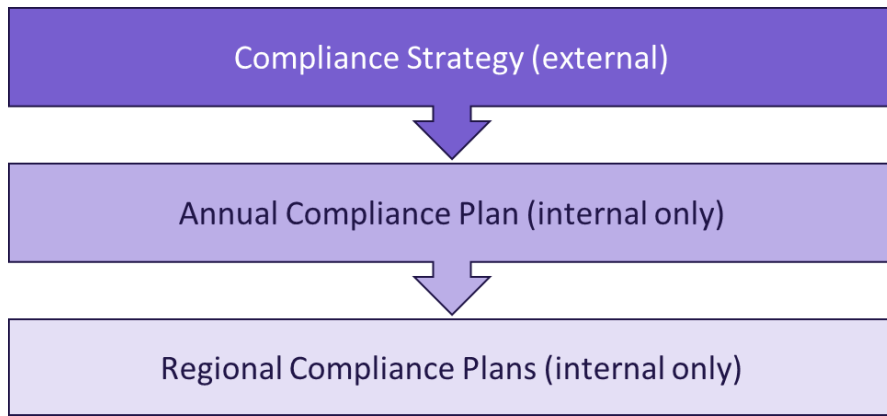 Compliance Strategy (external)
Annual Compliance Plan (internal only)
Regional Compliance Plans (internal only)